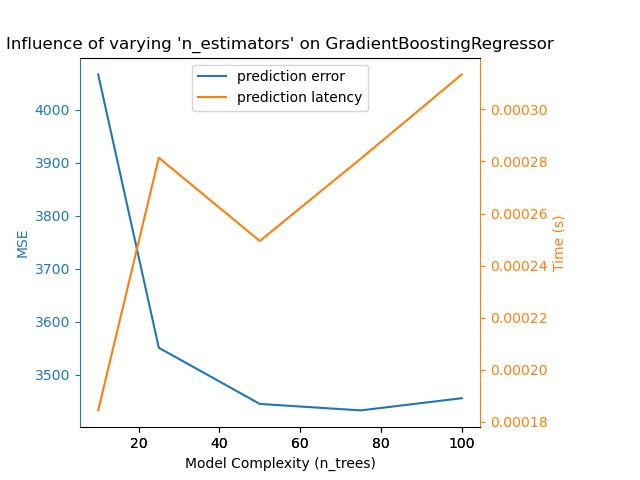 Influence of varying 'n_estimators' on GradientBoostingRegressor
prediction error
prediction latency
4000
3900
3800
3700
3600
3500
MSE
0.00030
0.00028
0.00026
0.00024
0.00022
0.00020
0.00018
Time (s)
20 40 60 80 100
Model Complexity (n_trees)